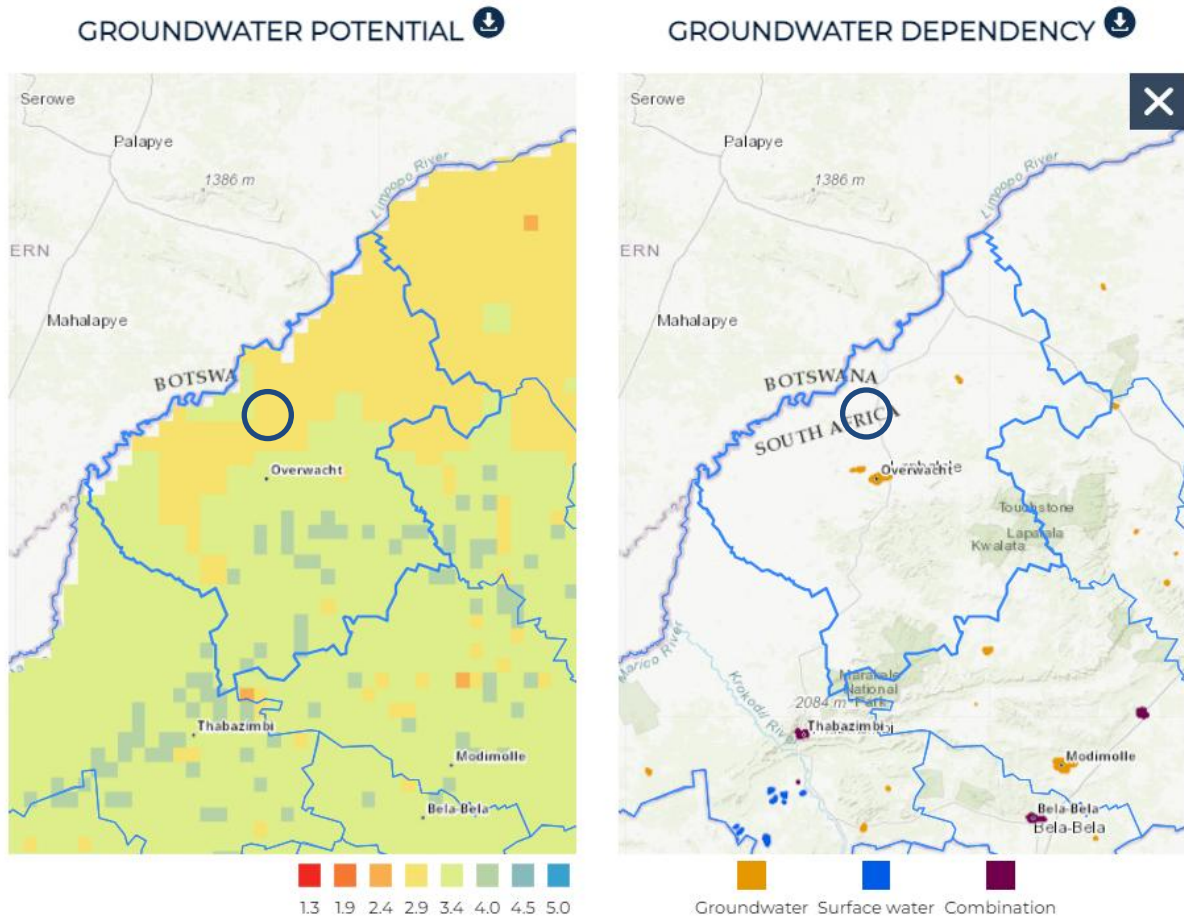 GROUNDWATER POTENTIAL
Serowe
Palapye
1386 m
Limpopo River
ERN
Mahalapye
BOTSWA
Overwacht
Thabazimbi
Modimolle
Bela-Bela
1.3 1.9 2.4 2.9 3.4 4.0 4.5 5.0
GROUNDWATER DEPENDENCY
Serowe
Palapye
1386 m
Limpopo River
ERN
Mahalapye
BOTSWANA
SOUTH AFRICA
Overwacht
Touchstone
Lapalala
Kwalata
Marico River
Krokodil River
Marakele
National
Park
2084 m
Thabazimbi
Modimolle
Bela-Bela
Bela-Bela
Groundwater Surface water Combination